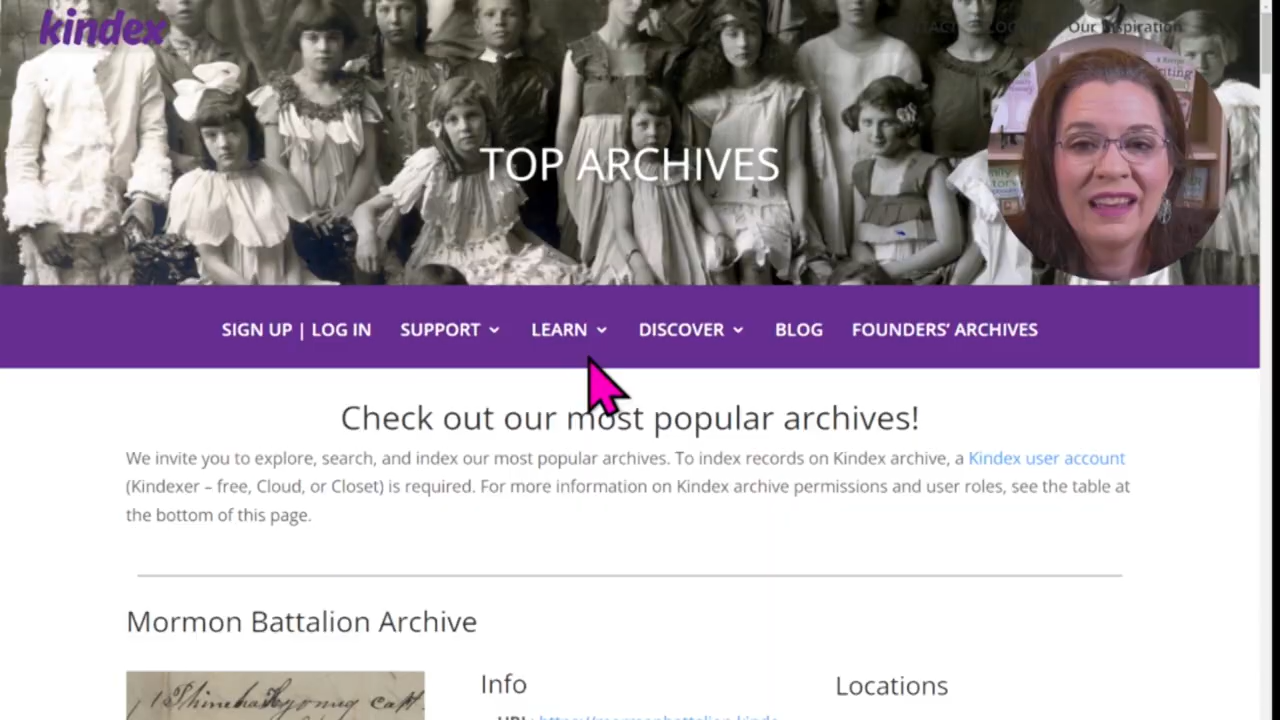 kindex
Our Inspiration
TOP ARCHIVES
SIGN UP | LOG IN SUPPORT LEARN DISCOVER BLOG FOUNDERS' ARCHIVES
Check out our most popular archives!
We invite you to explore, search, and index our most popular archives. To index records on Kindex archive, a Kindex user account
(Kindexer – free, Cloud, or Closet) is required. For more information on Kindex archive permissions and user roles, see the table at
the bottom of this page.
Mormon Battalion Archive
Info
Locations